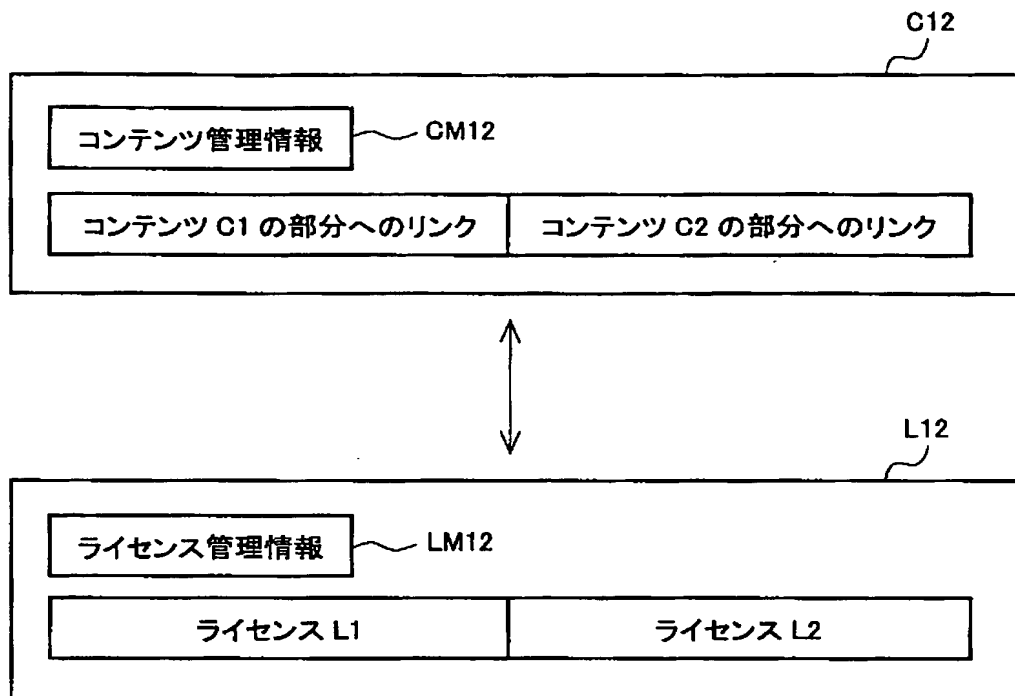 C12
コンテンツ管理情報
CM12
コンテンツ C1 の部分へのリンク
コンテンツ C2 の部分へのリンク
L12
ライセンス管理情報
LM12
ライセンス L1
ライセンス L2